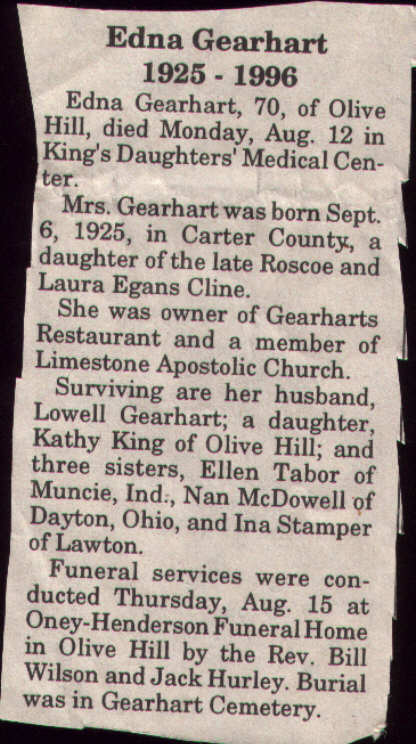 Edna Gearhart
1925 - 1996
Edna Gearhart, 70, of Olive
Hill, died Monday, Aug. 12 in
King's Daughters' Medical Cen-
ter.
Mrs. Gearhart was born Sept.
6, 1925, in Carter County, a
daughter of the late Roscoe and
Laura Egans Cline.
She was owner of Gearharts
Restaurant and a member of
Limestone Apostolic Church.
Surviving are her husband,
Lowell Gearhart; a daughter,
Kathy King of Olive Hill; and
three sisters, Ellen Tabor of
Muncie, Ind., Nan McDowell of
Dayton, Ohio, and Ina Stamper
of Lawton.
Funeral services were con-
ducted Thursday, Aug. 15 at
Oney-Henderson Funeral Home
in Olive Hill by the Rev. Bill
Wilson and Jack Hurley. Burial
was in Gearhart Cemetery.